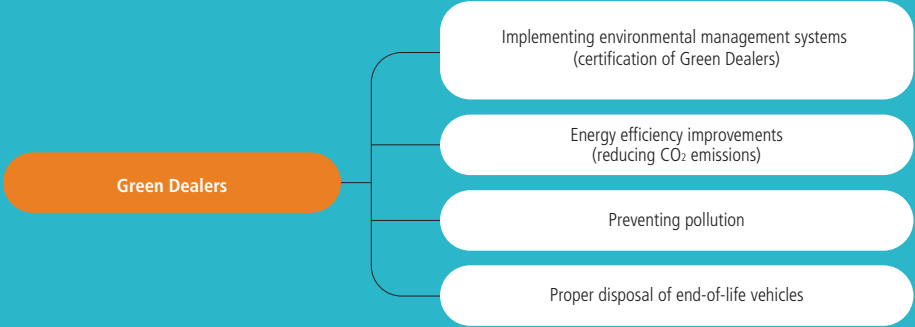 Green Dealers
Implementing environmental management systems
(certification of Green Dealers)
Energy efficiency improvements
(reducing CO₂ emissions)
Preventing pollution
Proper disposal of end-of-life vehicles